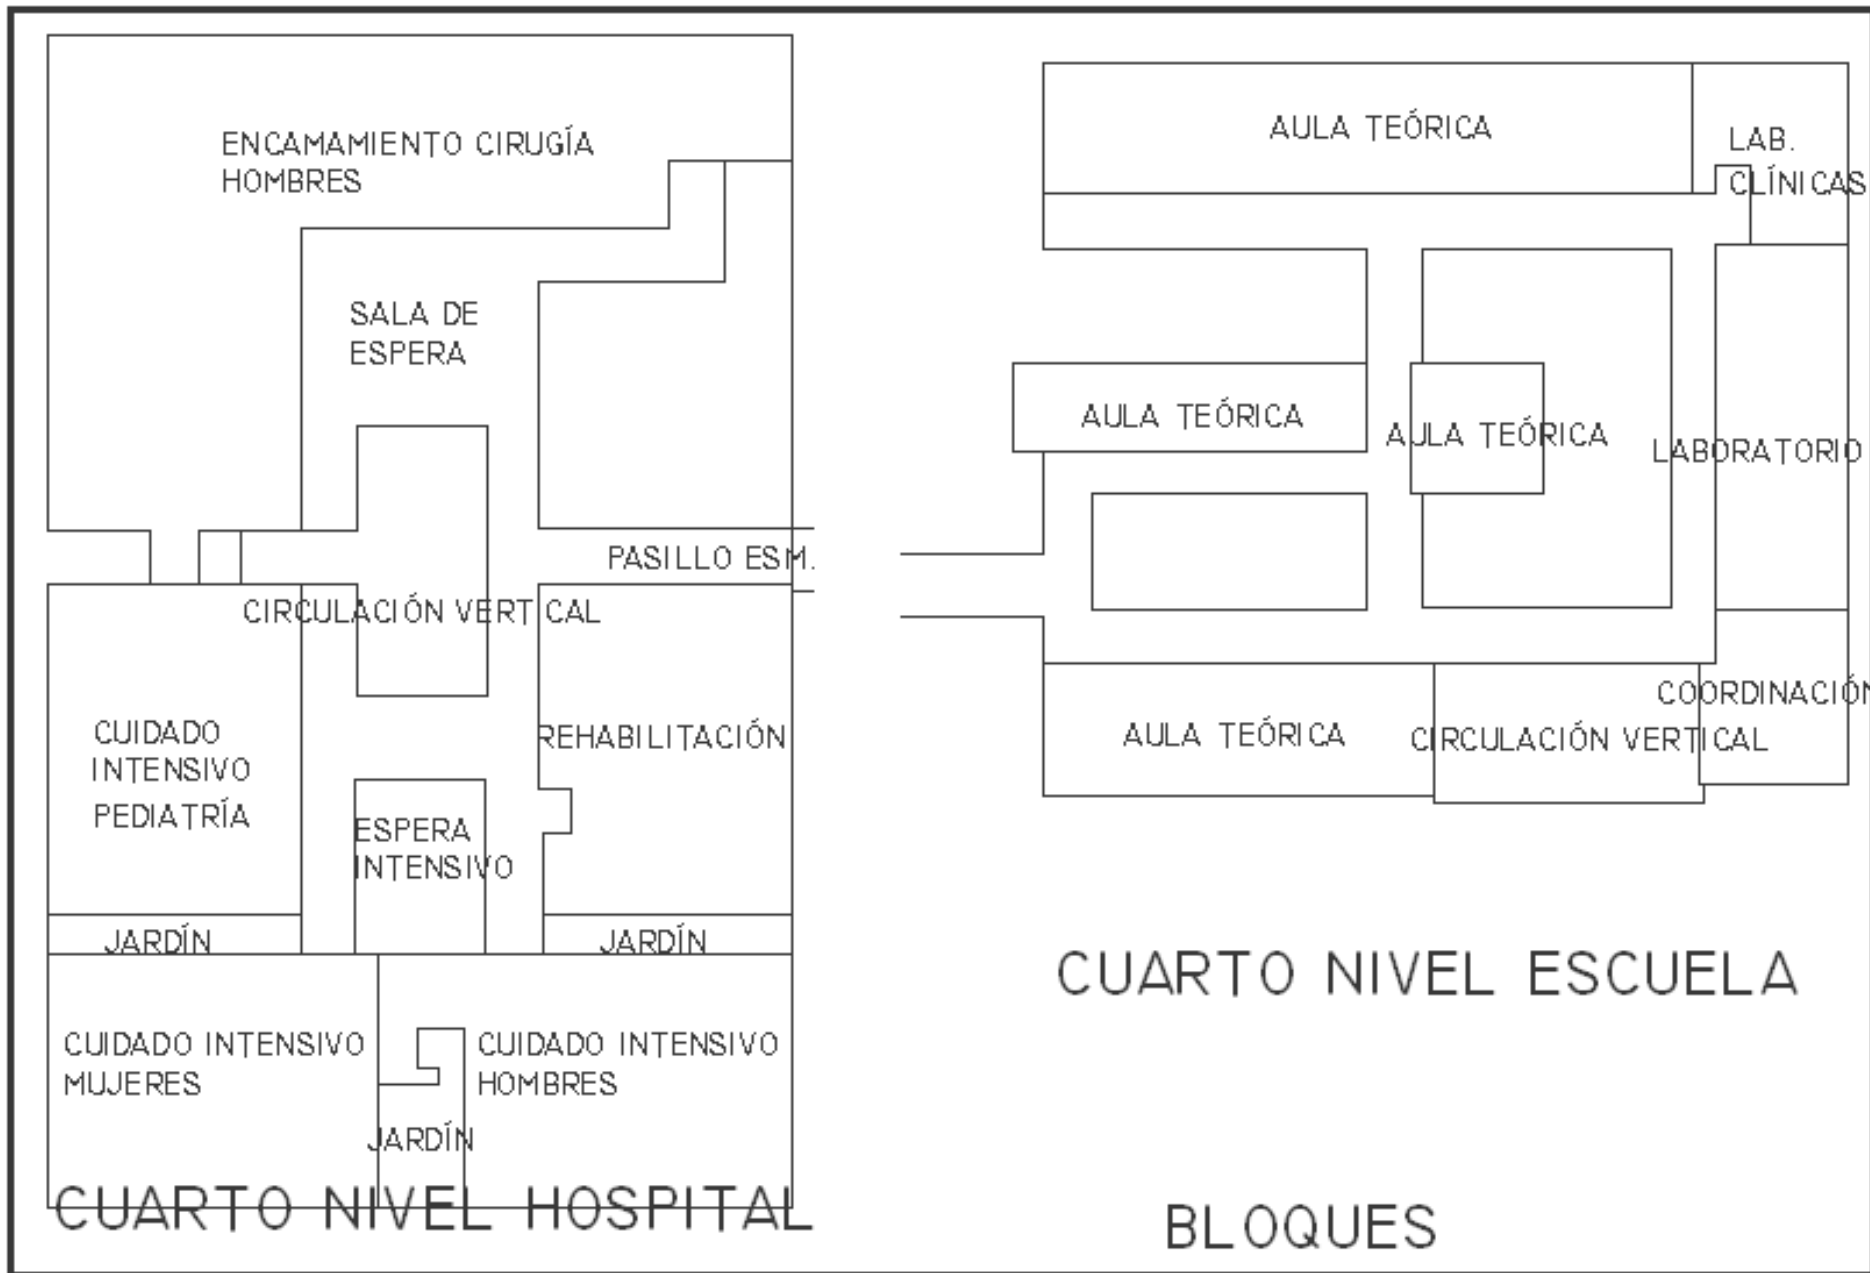 ENCAMAMIENTO CIRUGÍA
HOMBRES
SALA DE
ESPERA
PASILLO ESM.
CIRCULACIÓN VERTICAL
CUIDADO
INTENSIVO
PEDIATRÍA
REHABILITACIÓN
ESPERA
INTENSIVO
JARDÍN
JARDÍN
CUIDADO INTENSIVO
MUJERES
CUIDADO INTENSIVO
HOMBRES
JARDÍN
CUARTO NIVEL HOSPITAL
AULA TEÓRICA
LAB.
CLÍNICAS
AULA TEÓRICA
AULA TEÓRICA
LABORATORIO
COORDINACIÓN
AULA TEÓRICA
CIRCULACIÓN VERTICAL
CUARTO NIVEL ESCUELA
BLOQUES